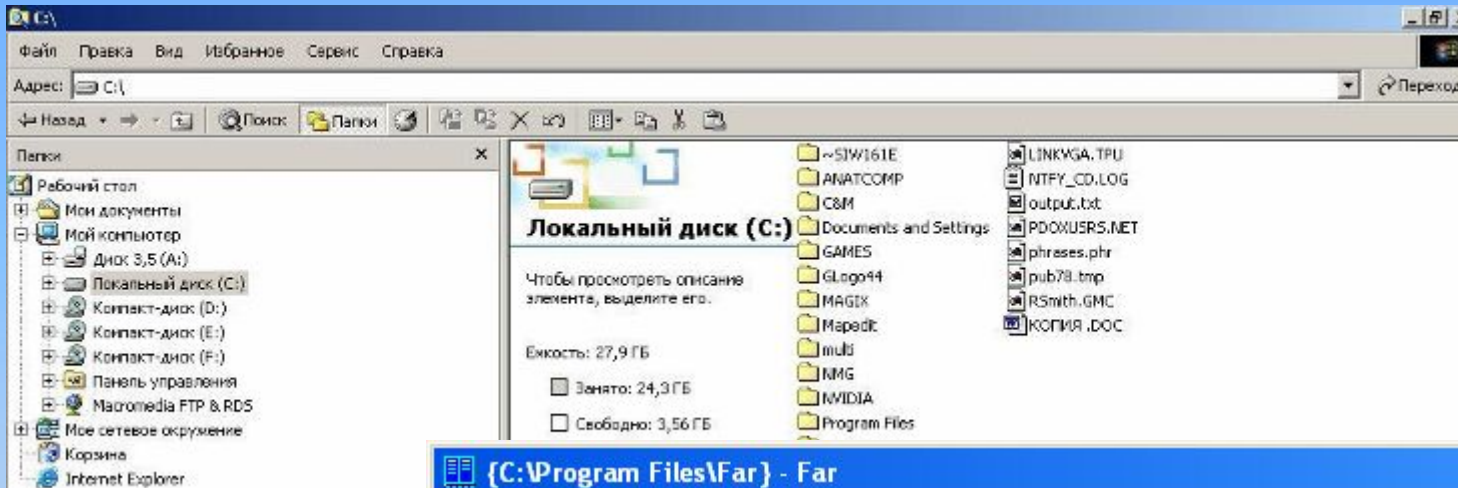 C:\
Файл Правка Вид Избранное Сервис Справка
Адрес: C:\ Переход
Назад Поиск Папки
Папки
Рабочий стол
Мои документы
Мой компьютер
Диск 3,5 (A:)
Локальный диск (C:)
Компакт-диск (D:)
Компакт-диск (E:)
Компакт-диск (F:)
Панель управления
Macromedia FTP & RDS
Мое сетевое окружение
Корзина
Internet Explorer
Локальный диск (C:)
Чтобы просмотреть описание
элемента, выделите его.
Емкость: 27,9 ГБ
Занято: 24,3 ГБ
Свободно: 3,56 ГБ
~SIW161E
ANATCOMP
C&M
Documents and Settings
GAMES
GLogo44
MAGIX
Mapedit
multi
NMG
NVIDIA
Program Files
LINKVGA.TPU
NTFY_CD.LOG
output.txt
PDOXUSRS.NET
phrases.phr
pub78.tmp
RSmith.GMC
КОПИЯ .DOC
{C:\Program Files\Far} - Far